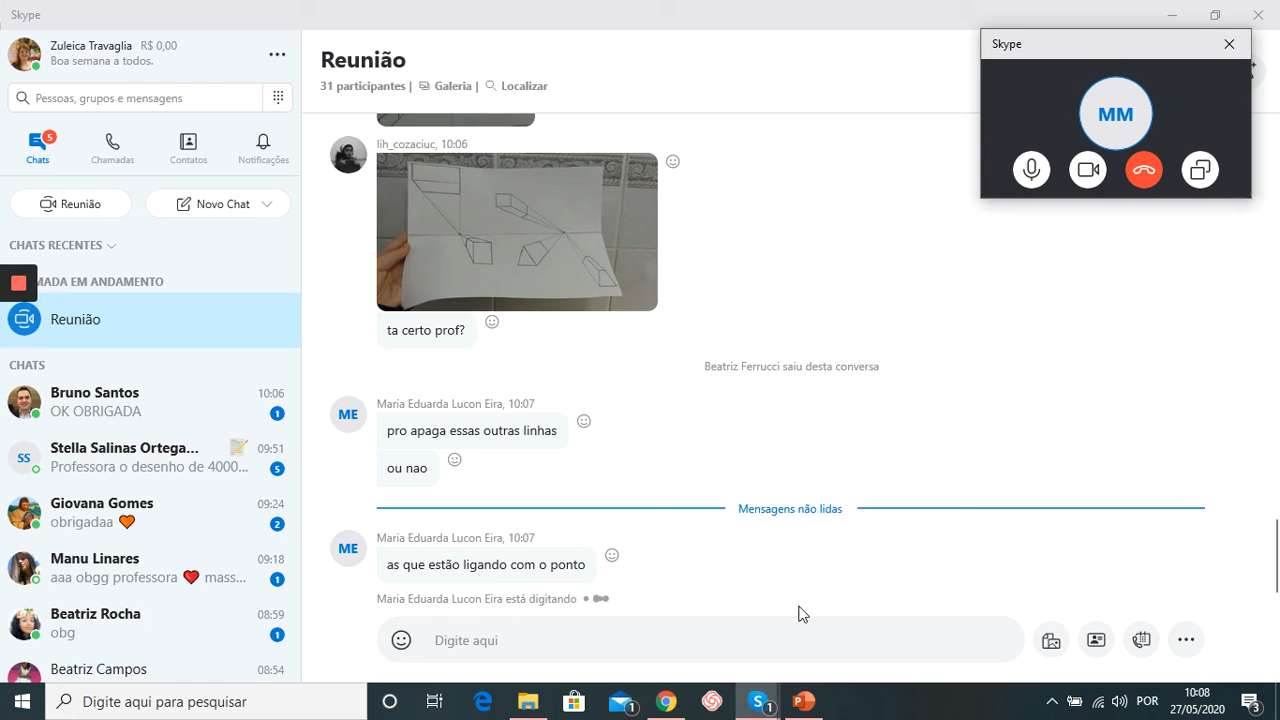 Skype
Zuleica Travaglia R$ 0,00
Boa semana a todos.
Pessoas, grupos e mensagens
5
Chats
Chamadas
Contatos
Notificações
Reunião
Novo Chat
CHATS RECENTES
MADA EM ANDAMENTO
Reunião
CHATS
Bruno Santos 10:06
OK OBRIGADA 1
SS
Stella Salinas Ortega... 09:51
Professora o desenho de 4000... 5
Giovana Gomes 09:24
obrigadaa 2
Manu Linares 09:18
aaa obgg professora ❤ mass... 1
Beatriz Rocha 08:59
obg 1
Beatriz Campos 08:54
Reunião
31 participantes | Galeria | Localizar
lih_cozaciuc, 10:06
ta certo prof?
Beatriz Ferrucci saiu desta conversa
ME
Maria Eduarda Lucon Eira, 10:07
pro apaga essas outras linhas
ou nao
Mensagens não lidas
ME
Maria Eduarda Lucon Eira, 10:07
as que estão ligando com o ponto
Maria Eduarda Lucon Eira está digitando
Digite aqui
Skype
MM
Digite aqui para pesquisar
1
1
POR
10:08
27/05/2020
3